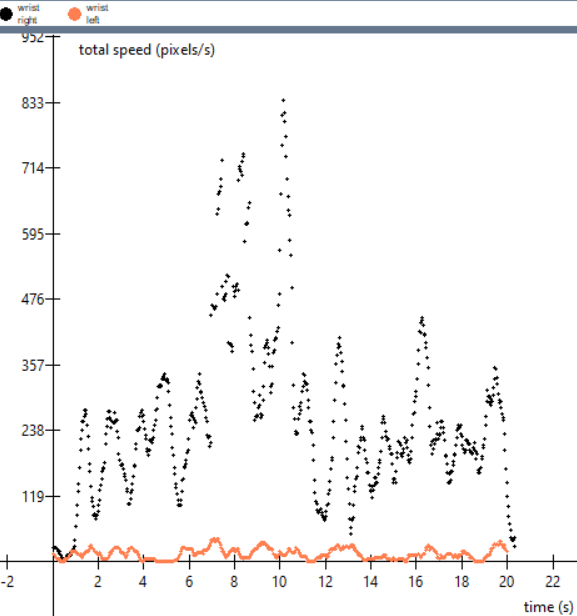 wrist
right
wrist
left
952
total speed (pixels/s)
833
714
595
476
357
238
119
-2 2 4 6 8 10 12 14 16 18 20 22
time (s)